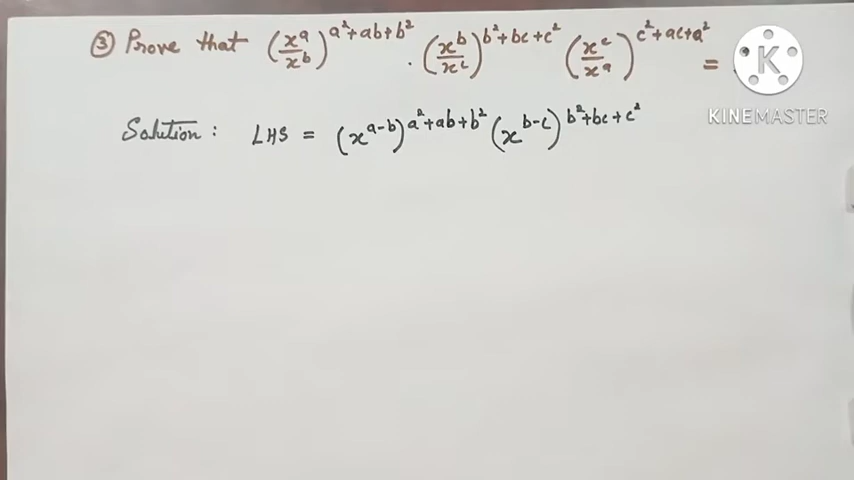 ③ Prove that (x^a/x^b)^(a²+ab+b²) . (x^b/x^c)^(b²+bc+c²) (x^c/x^a)^(c²+ac+a²) =
K
KINEMASTER
Solution : LHS = (x^(a-b))^(a²+ab+b²) (x^(b-c))^(b²+bc+c²)